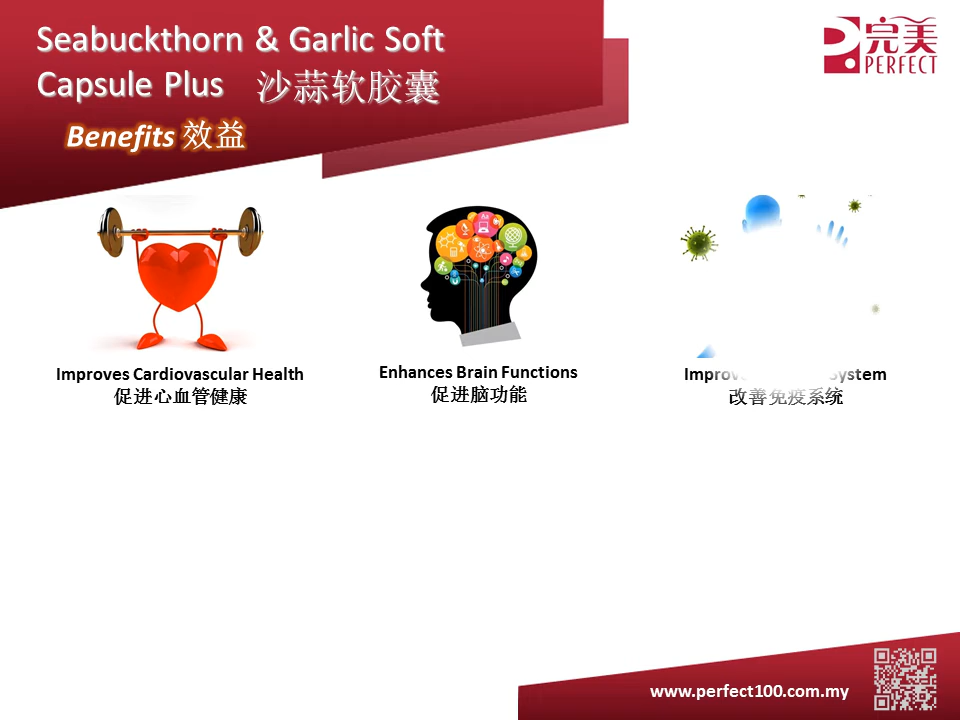 Seabuckthorn & Garlic Soft
Capsule Plus 沙蒜软胶囊
Benefits 效益
完美
PERFECT
Improves Cardiovascular Health
促进心血管健康
Enhances Brain Functions
促进脑功能
System
改善免疫系统
www.perfect100.com.my